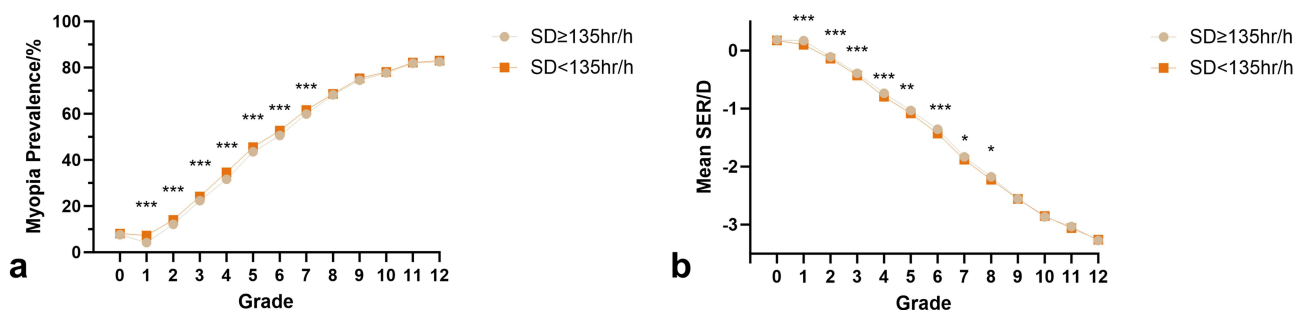 100
80
60
40
20
0
Myopia Prevalence/%
*** *** *** *** *** *** ***
0 1 2 3 4 5 6 7 8 9 10 11 12
Grade
SD≥135hr/h
SD<135hr/h
a
0
-1
-2
-3
Mean SER/D
*** *** *** *** ** *** * *
0 1 2 3 4 5 6 7 8 9 10 11 12
Grade
SD≥135hr/h
SD<135hr/h
b